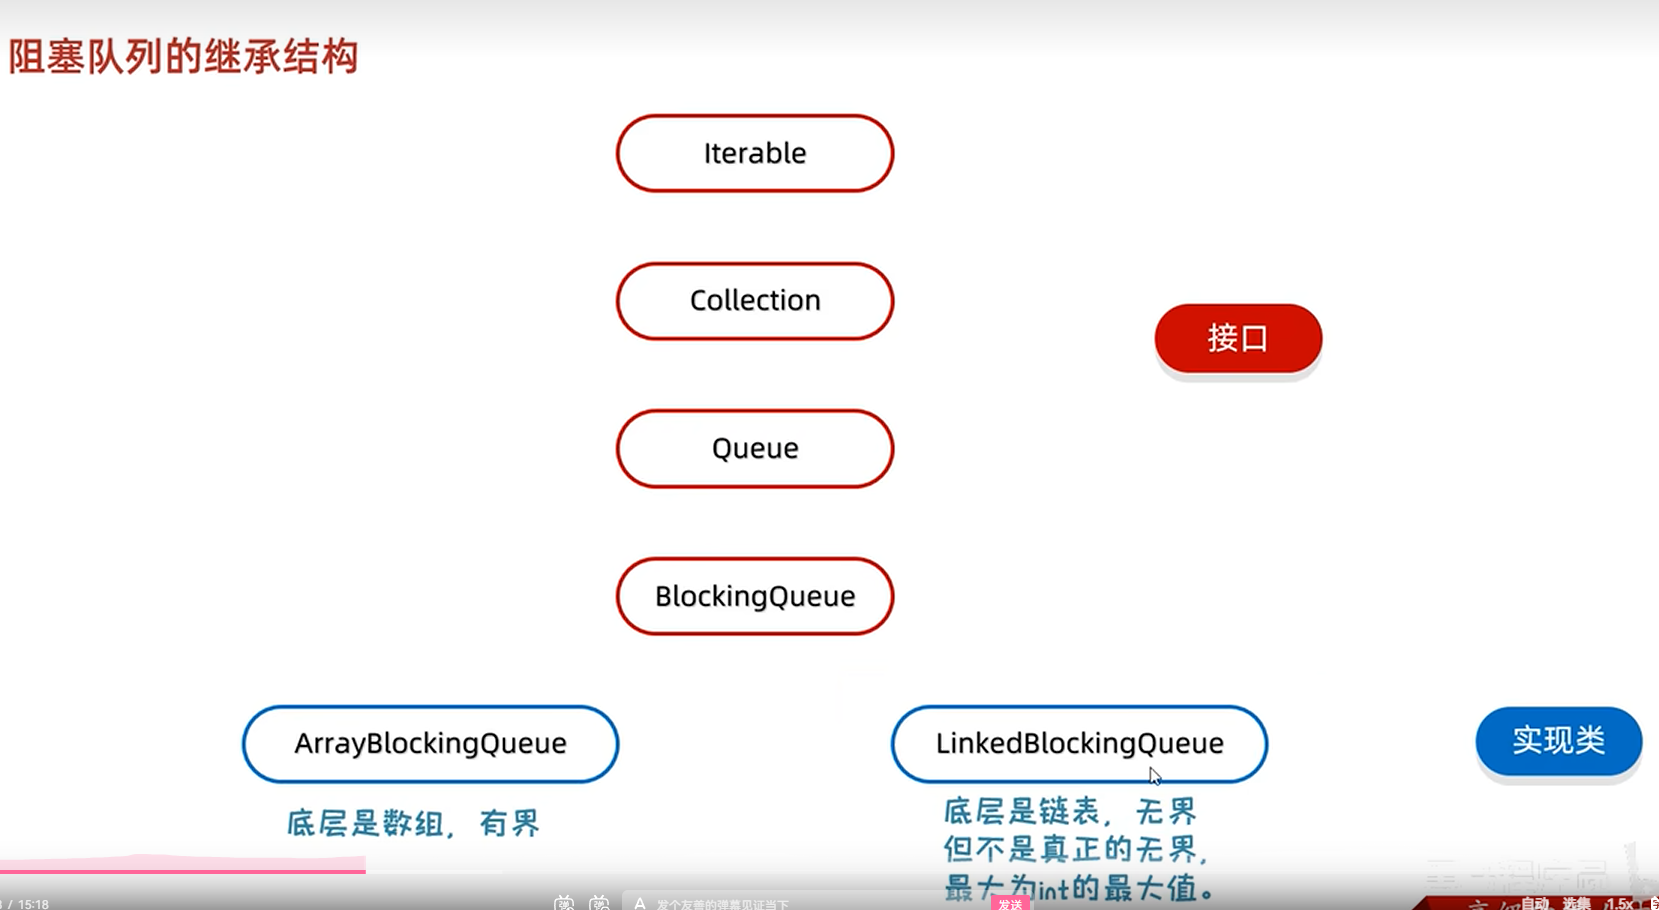 阻塞队列的继承结构
Iterable
Collection
接口
Queue
BlockingQueue
ArrayBlockingQueue
LinkedBlockingQueue
实现类
底层是数组，有界
底层是链表，无界
但不是真正的无界，
最大为int的最大值。
/ 15:18
弹
弹
A
发个友善的弹幕见证当下
发送
自动
选集
1.5x